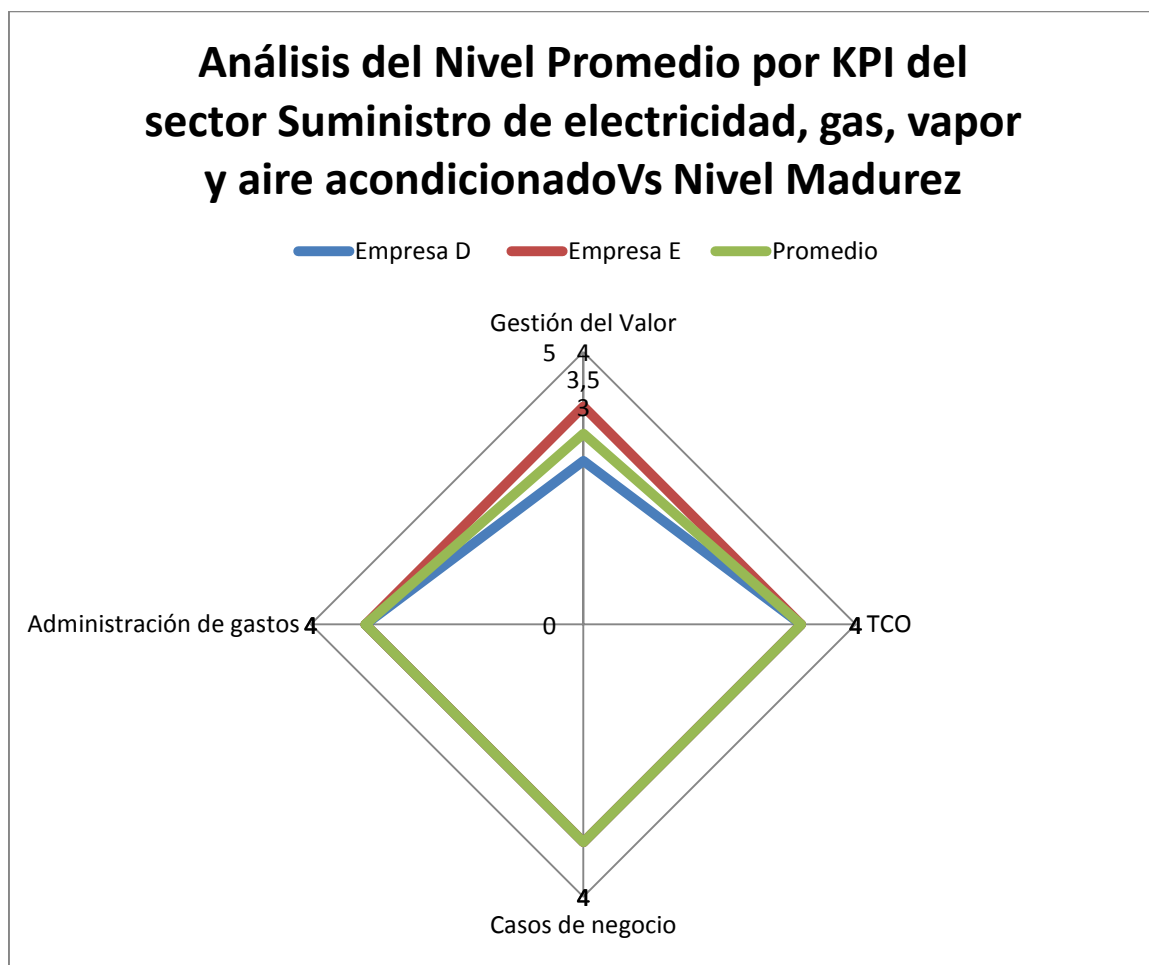 Análisis del Nivel Promedio por KPI del
sector Suministro de electricidad, gas, vapor
y aire acondicionadoVs Nivel Madurez
Empresa D Empresa E Promedio
Gestión del Valor
5 4
3,5
3
Administración de gastos 4 0 4 TCO
4
Casos de negocio